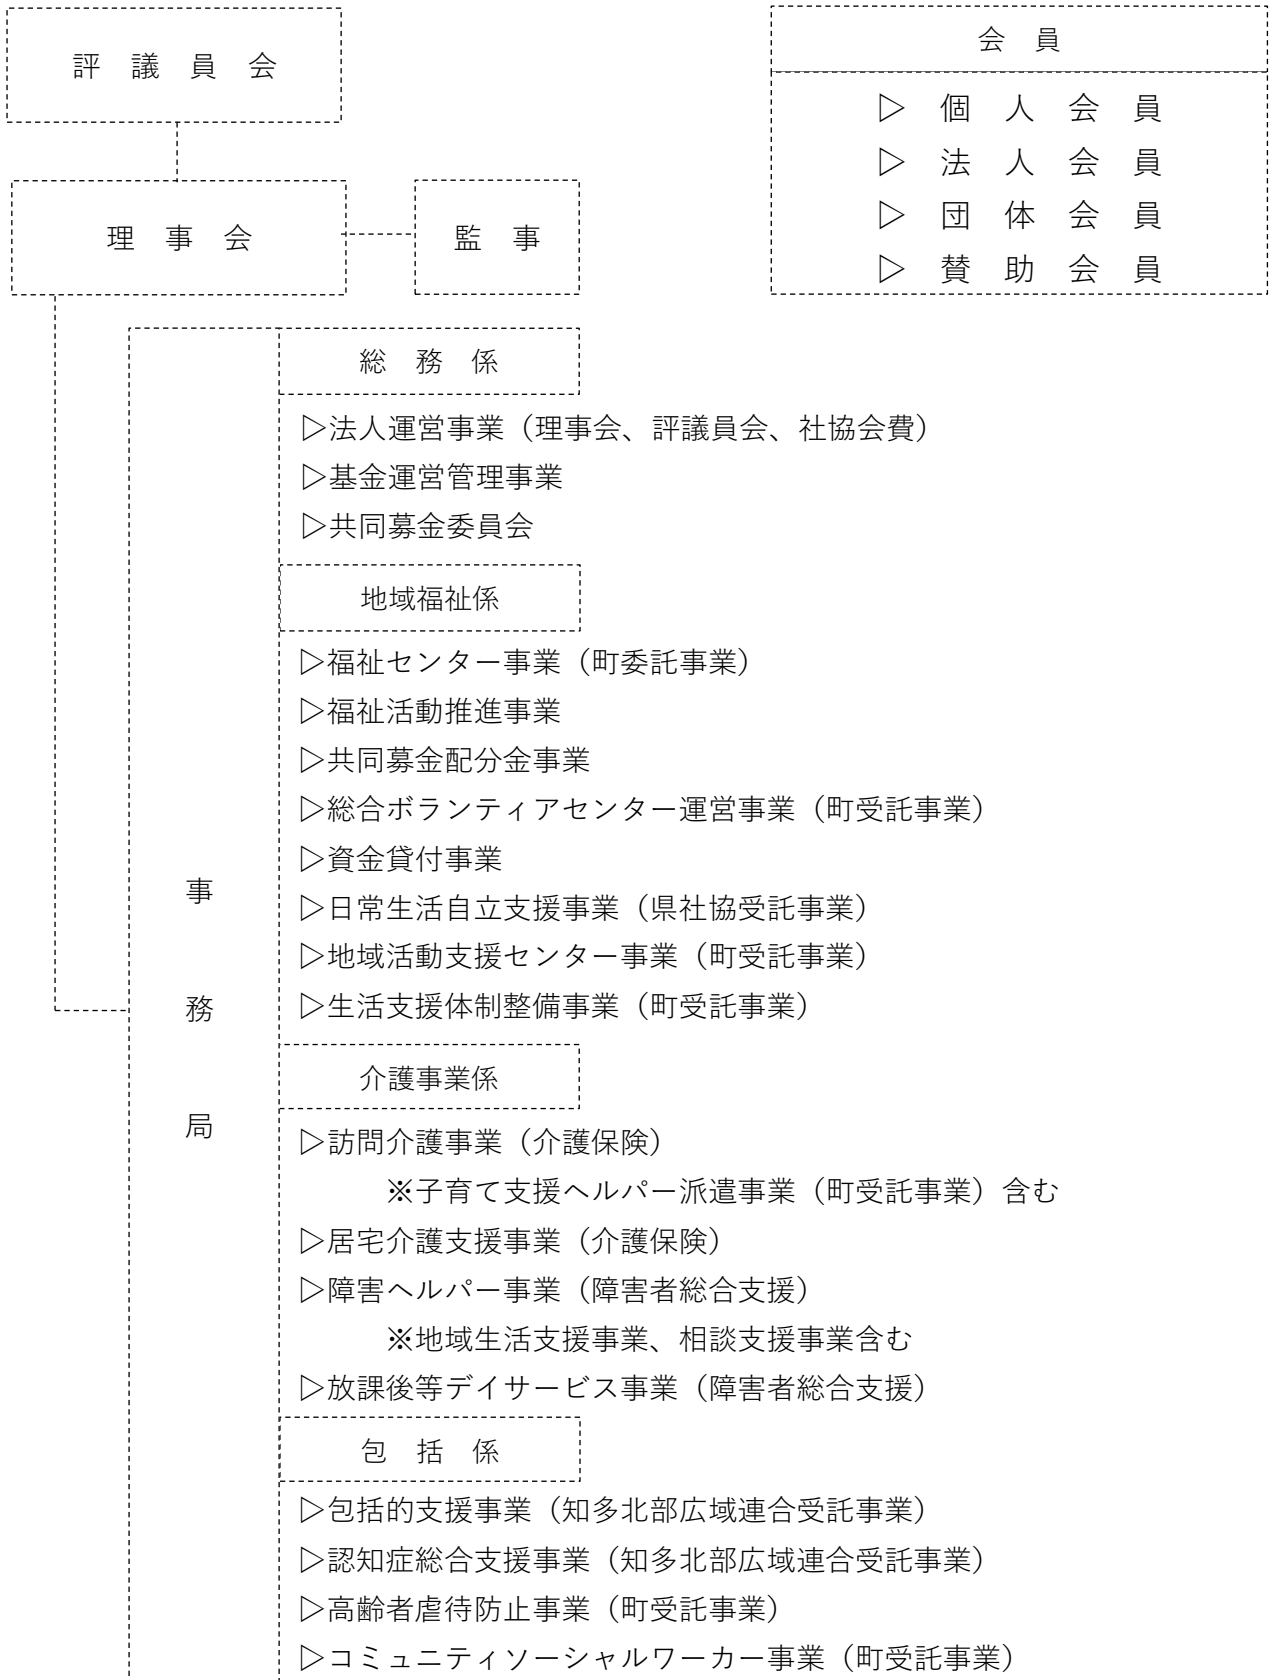 評議員会
会員
▷ 個人会員
▷ 法人会員
▷ 団体会員
▷ 賛助会員
理事会
監事
事務局
総務係
▷法人運営事業（理事会、評議員会、社協会費）
▷基金運営管理事業
▷共同募金委員会
地域福祉係
▷福祉センター事業（町委託事業）
▷福祉活動推進事業
▷共同募金配分金事業
▷総合ボランティアセンター運営事業（町受託事業）
▷資金貸付事業
▷日常生活自立支援事業（県社協受託事業）
▷地域活動支援センター事業（町受託事業）
▷生活支援体制整備事業（町受託事業）
介護事業係
▷訪問介護事業（介護保険）
※子育て支援ヘルパー派遣事業（町受託事業）含む
▷居宅介護支援事業（介護保険）
▷障害ヘルパー事業（障害者総合支援）
※地域生活支援事業、相談支援事業含む
▷放課後等デイサービス事業（障害者総合支援）
包括係
▷包括的支援事業（知多北部広域連合受託事業）
▷認知症総合支援事業（知多北部広域連合受託事業）
▷高齢者虐待防止事業（町受託事業）
▷コミュニティソーシャルワーカー事業（町受託事業）